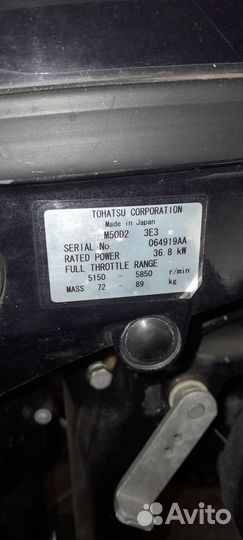 TOHATSU CORPORATION
Made in Japan
M50D2 3E3
SERIAL No. 064919AA
RATED POWER 36.8 kW
FULL THROTTLE RANGE
5150 - 5850 r/min
MASS 72 - 89 kg
Avito